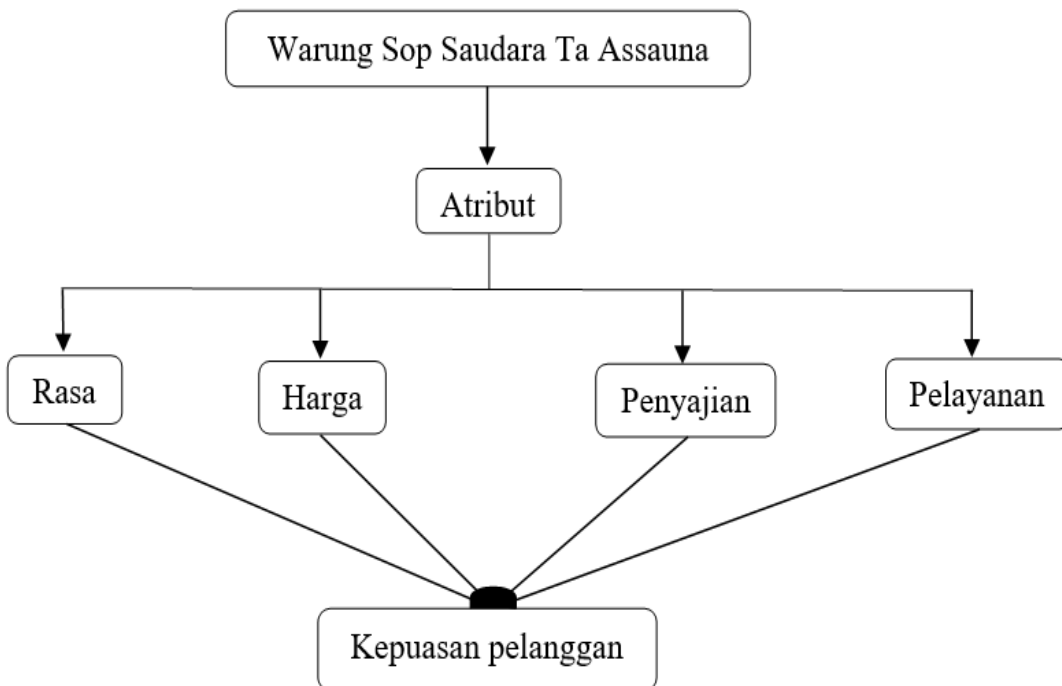 Warung Sop Saudara Ta Assauna
Atribut
Rasa
Harga
Penyajian
Pelayanan
Kepuasan pelanggan